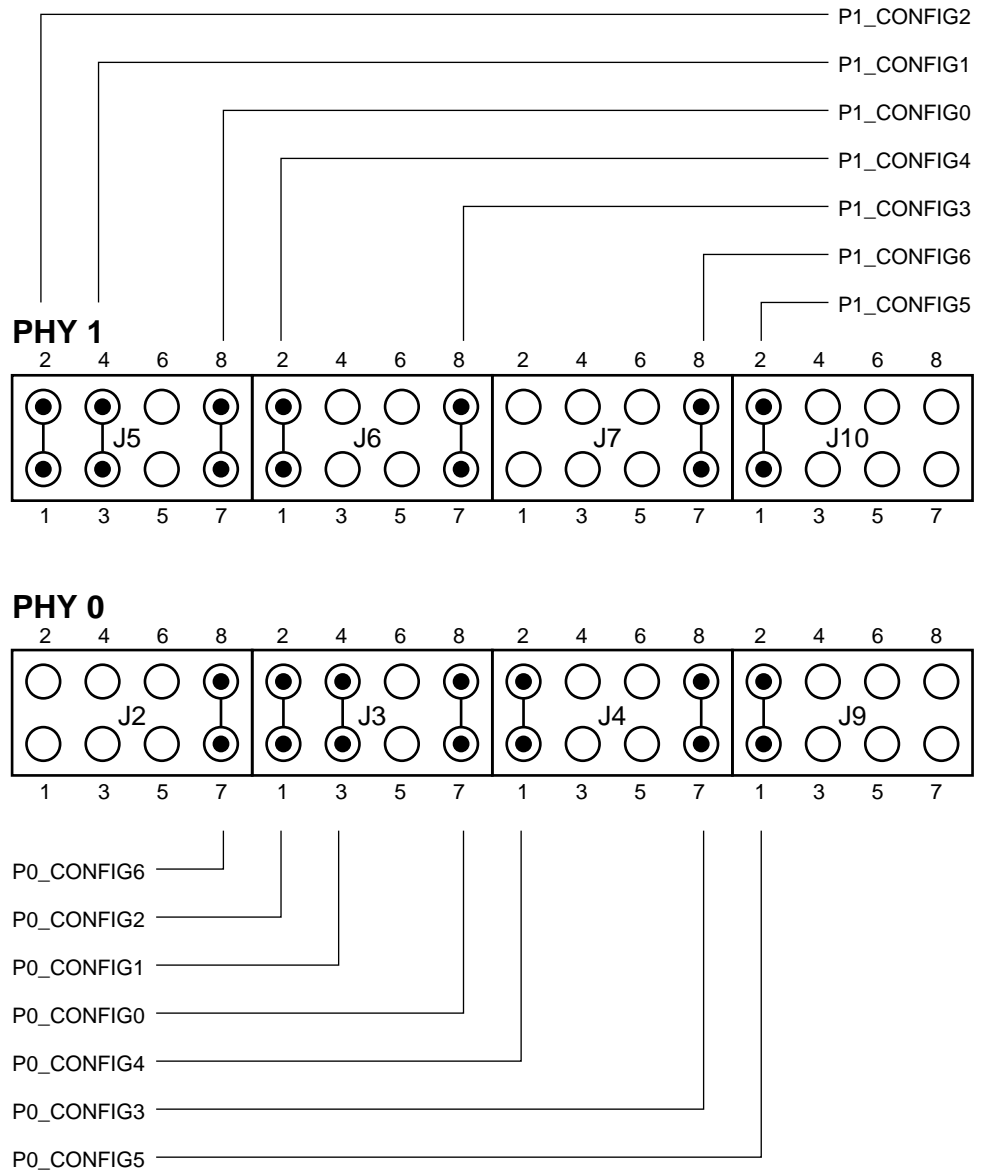 P1_CONFIG2
P1_CONFIG1
P1_CONFIG0
P1_CONFIG4
P1_CONFIG3
P1_CONFIG6
P1_CONFIG5
PHY 1
2 4 6 8 2 4 6 8 2 4 6 8 2 4 6 8
J5 J6 J7 J10
1 3 5 7 1 3 5 7 1 3 5 7 1 3 5 7
PHY 0
2 4 6 8 2 4 6 8 2 4 6 8 2 4 6 8
J2 J3 J4 J9
1 3 5 7 1 3 5 7 1 3 5 7 1 3 5 7
P0_CONFIG6
P0_CONFIG2
P0_CONFIG1
P0_CONFIG0
P0_CONFIG4
P0_CONFIG3
P0_CONFIG5